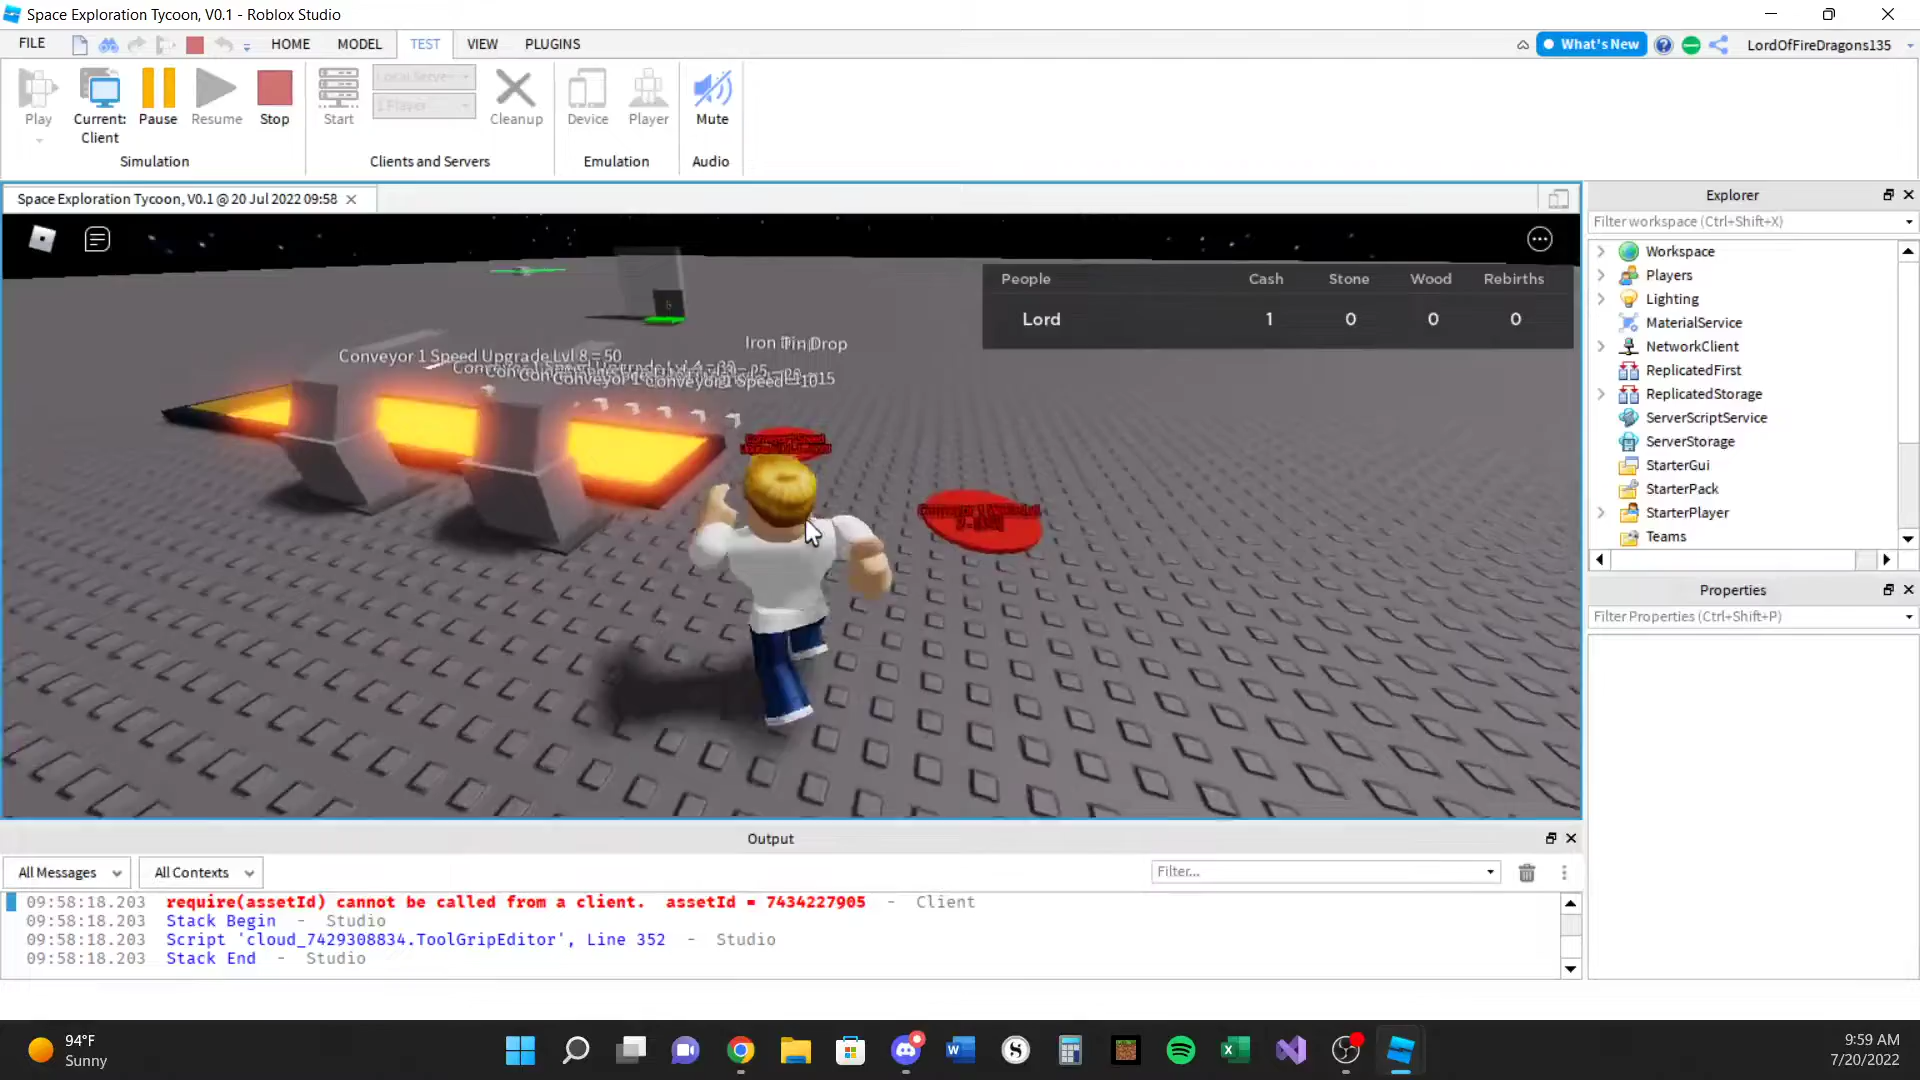 Space Exploration Tycoon, V0.1 - Roblox Studio
FILE HOME MODEL TEST VIEW PLUGINS What's New LordOfFireDragons135
Play Current: Client Pause Resume Stop Start Local Server 1 Player Cleanup Device Player Mute
Simulation Clients and Servers Emulation Audio
Space Exploration Tycoon, V0.1 @ 20 Jul 2022 09:58
People Cash Stone Wood Rebirths
Lord 1 0 0 0
Iron Tin Drop
Conveyor 1 Speed Upgrade Lvl 8 = 50
Explorer
Filter workspace (Ctrl+Shift+X)
Workspace
Players
Lighting
MaterialService
NetworkClient
ReplicatedFirst
ReplicatedStorage
ServerScriptService
ServerStorage
StarterGui
StarterPack
StarterPlayer
Teams
Properties
Filter Properties (Ctrl+Shift+P)
Output
All Messages All Contexts Filter...
09:58:18.203 require(assetId) cannot be called from a client. assetId = 7434227905 - Client
09:58:18.203 Stack Begin - Studio
09:58:18.203 Script 'cloud_7429308834.ToolGripEditor', Line 352 - Studio
09:58:18.203 Stack End - Studio
94°F
Sunny
9:59 AM
7/20/2022